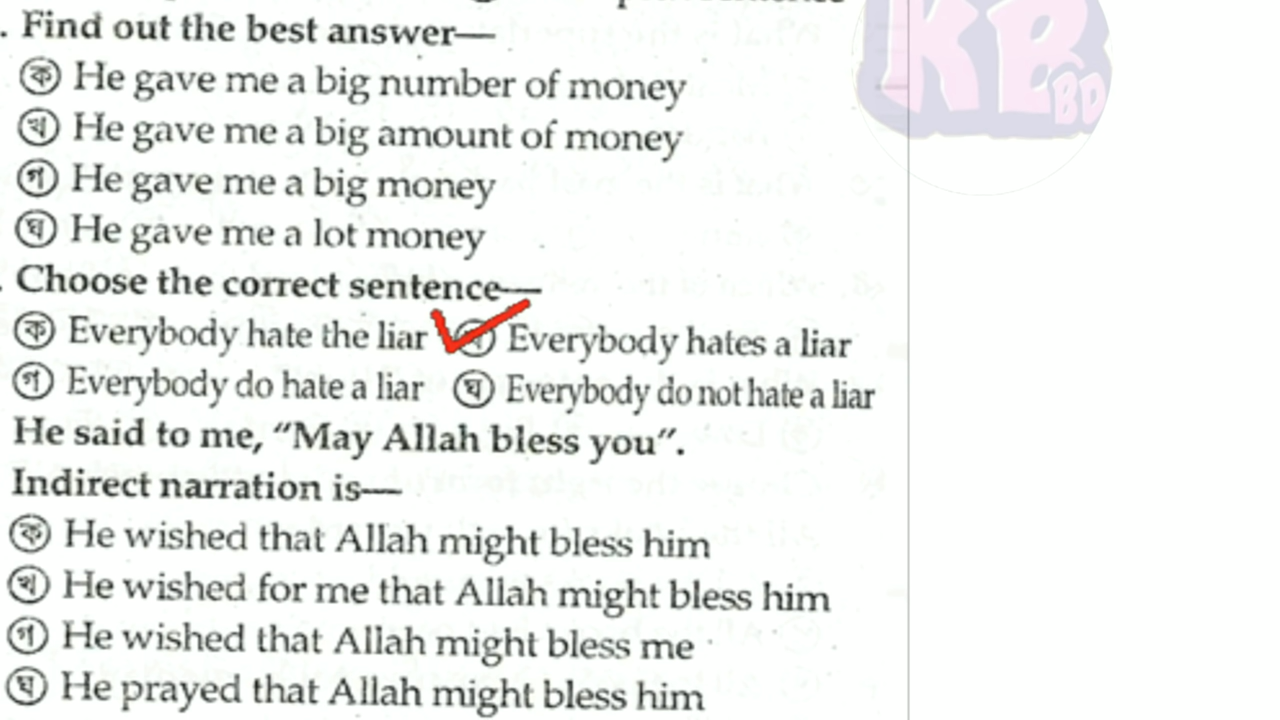 . Find out the best answer—
ক He gave me a big number of money
খ He gave me a big amount of money
গ He gave me a big money
ঘ He gave me a lot money
. Choose the correct sentence—
ক Everybody hate the liar খ Everybody hates a liar
গ Everybody do hate a liar ঘ Everybody do not hate a liar
He said to me, “May Allah bless you”.
Indirect narration is—
ক He wished that Allah might bless him
খ He wished for me that Allah might bless him
গ He wished that Allah might bless me
ঘ He prayed that Allah might bless him
KB BD